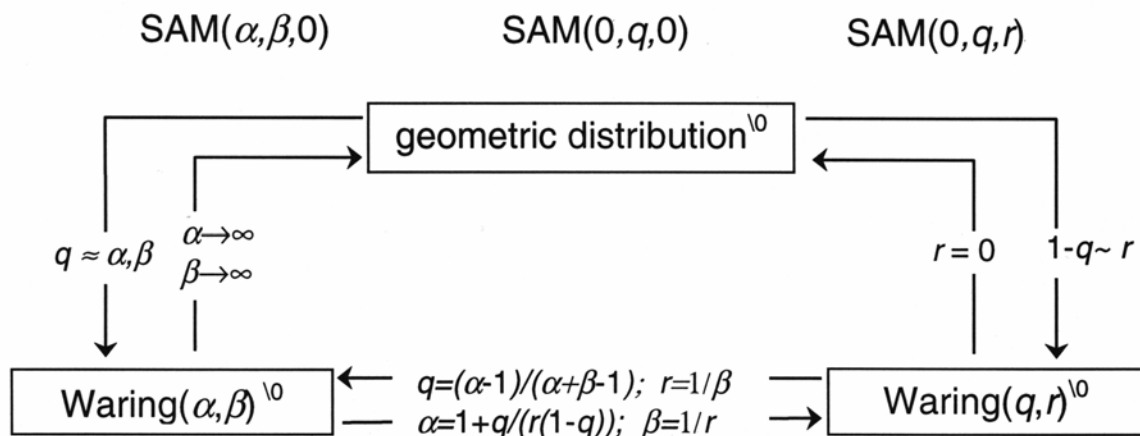 SAM(α,β,0) SAM(0,q,0) SAM(0,q,r)
geometric distribution\0
q ≈ α,β
α→∞
β→∞
r = 0
1-q~ r
Waring(α,β)\0
q=(α-1)/(α+β-1); r=1/β
α=1+q/(r(1-q)); β=1/r
Waring(q,r)\0